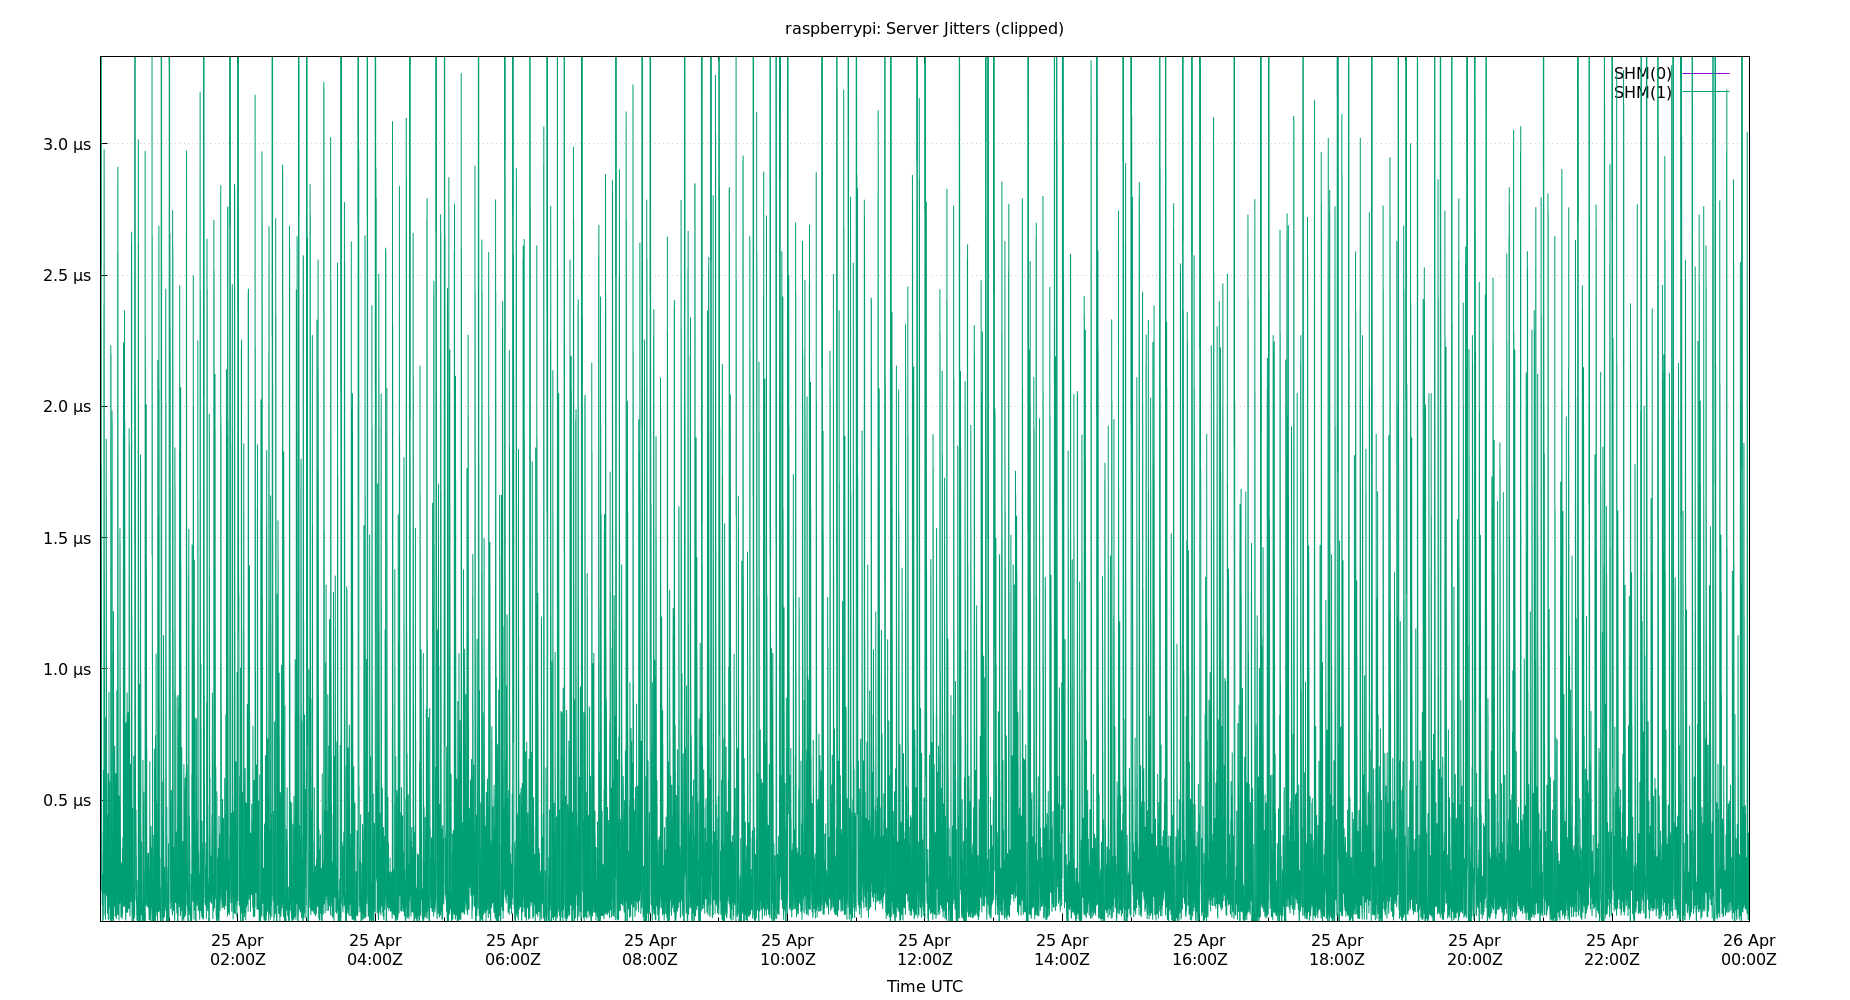 raspberrypi: Server Jitters (clipped)
SHM(0)
SHM(1)
3.0 µs
2.5 µs
2.0 µs
1.5 µs
1.0 µs
0.5 µs
25 Apr 25 Apr 25 Apr 25 Apr 25 Apr 25 Apr 25 Apr 25 Apr 25 Apr 25 Apr 25 Apr 26 Apr
02:00Z 04:00Z 06:00Z 08:00Z 10:00Z 12:00Z 14:00Z 16:00Z 18:00Z 20:00Z 22:00Z 00:00Z
Time UTC